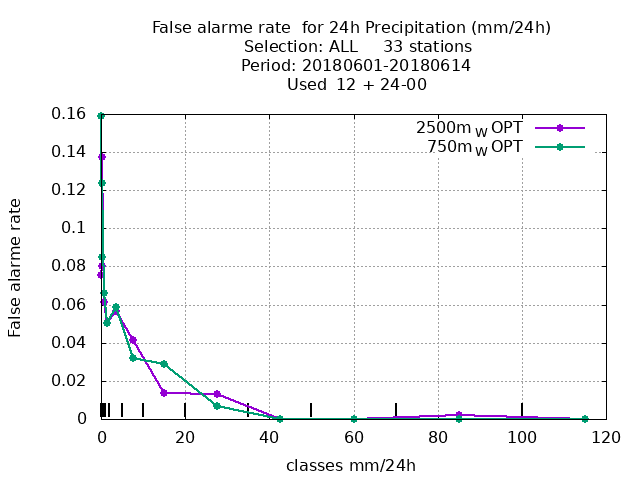 False alarme rate  for 24h Precipitation (mm/24h)
Selection: ALL     33 stations
Period: 20180601-20180614
Used  12 + 24-00
2500m W OPT
750m W OPT
0.16
0.14
0.12
0.1
0.08
0.06
0.04
0.02
0
False alarme rate
0 20 40 60 80 100 120
classes mm/24h